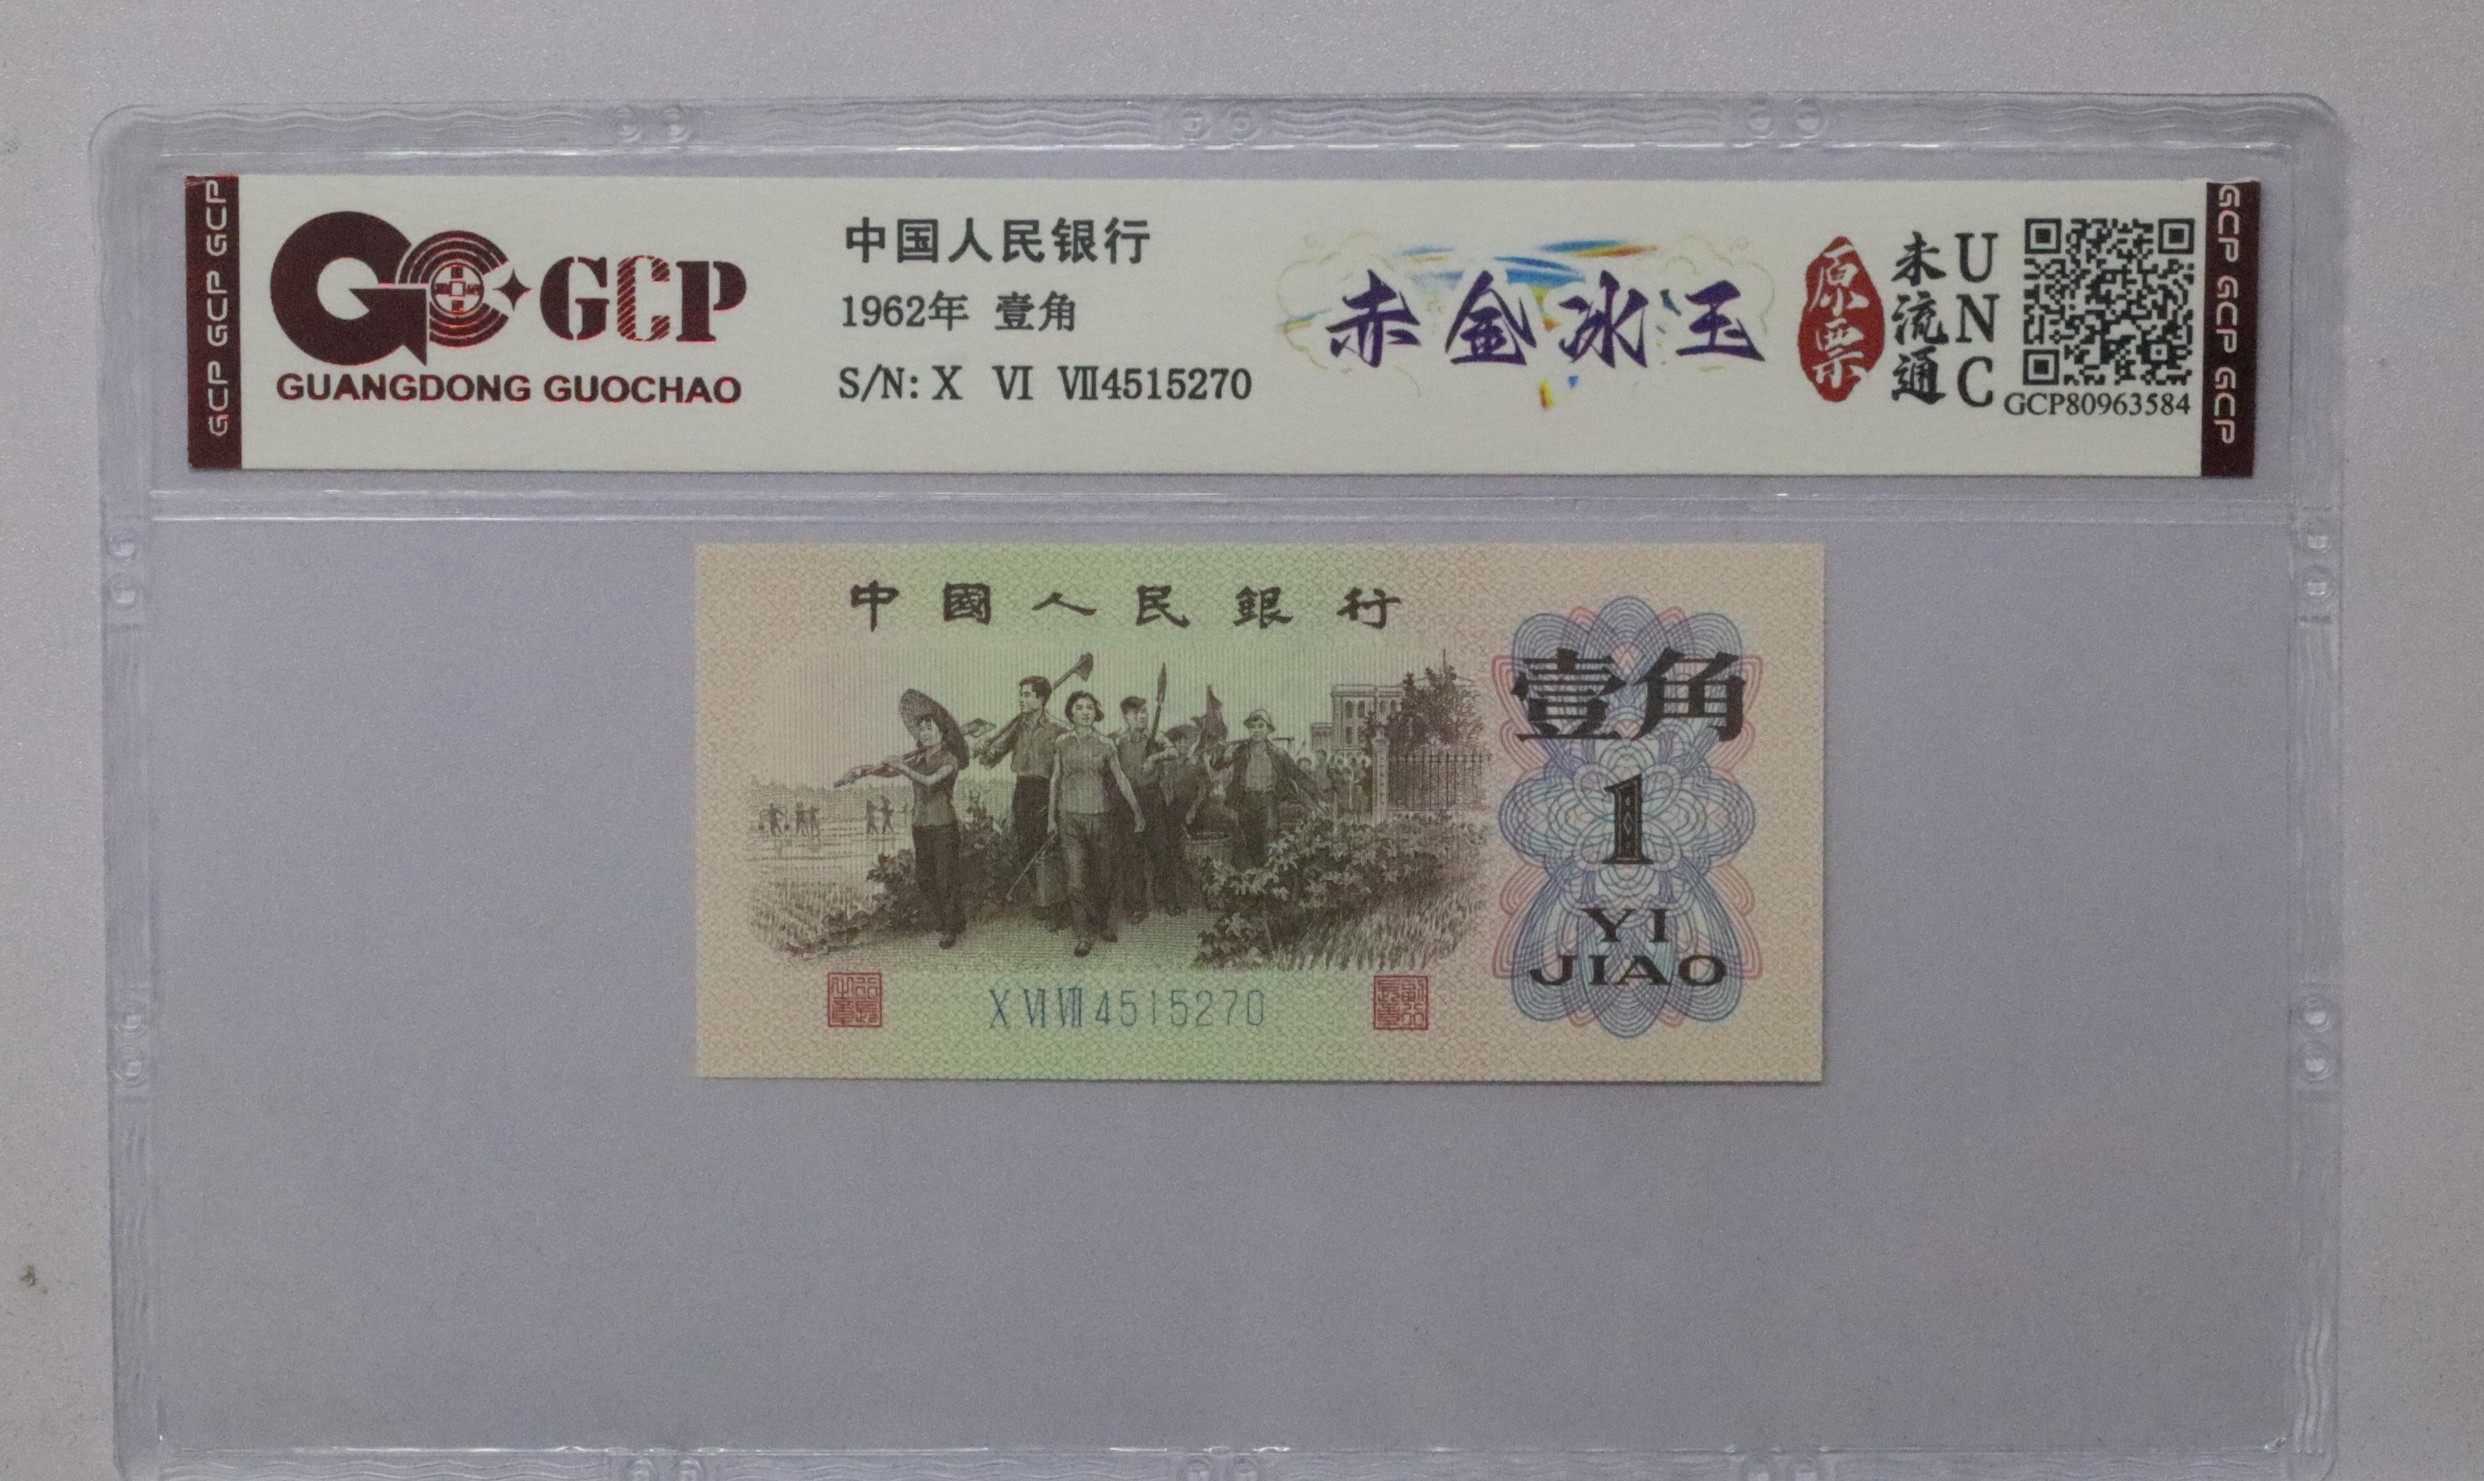 GCP GCP GCP
GCP
GUANGDONG GUOCHAO
中国人民银行
1962年 壹角
S/N: X VI VII4515270
赤金冰玉
原票
未流通
UNC
GCP80963584
GCP GCP GCP
中國人民銀行
壹角
1
YI
JIAO
X VI VII 4515270